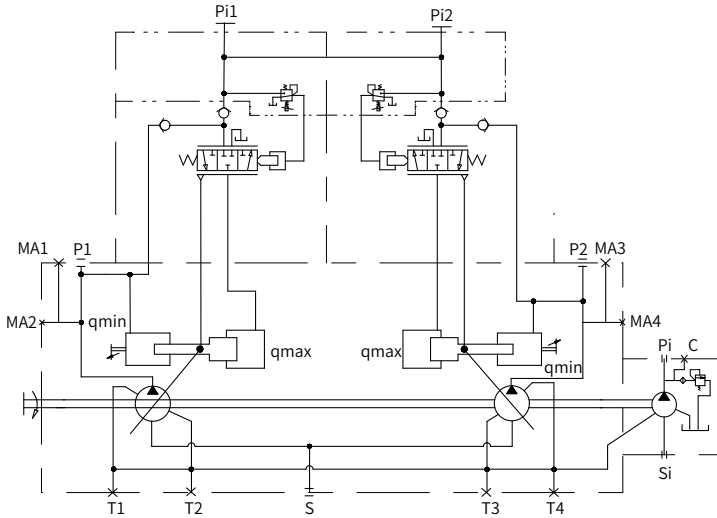 Pi1
Pi2
MA1
P1
P2
MA3
MA2
qmin
qmax
qmax
qmin
MA4
Pi
C
Si
T1
T2
S
T3
T4